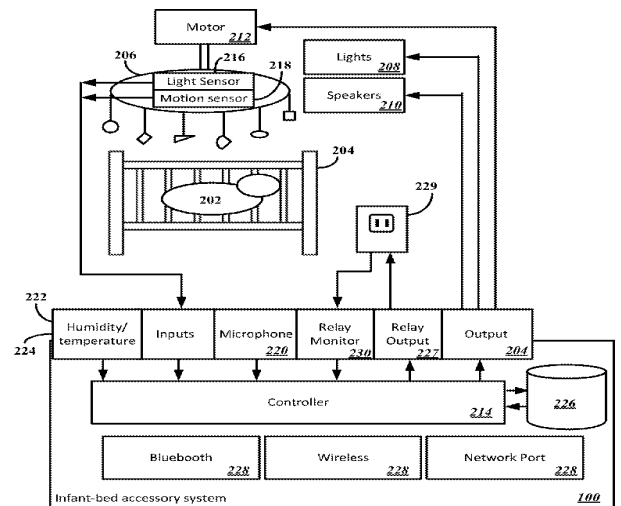 Motor
212
206
216
218
Light Sensor
Motion sensor
Lights
208
Speakers
210
204
202
229
222
224
Humidity/
temperature
Inputs
Microphone
220
Relay
Monitor
230
Relay
Output
227
Output
204
Controller
214
226
Bluebooth
228
Wireless
228
Network Port
228
Infant-bed accessory system
100